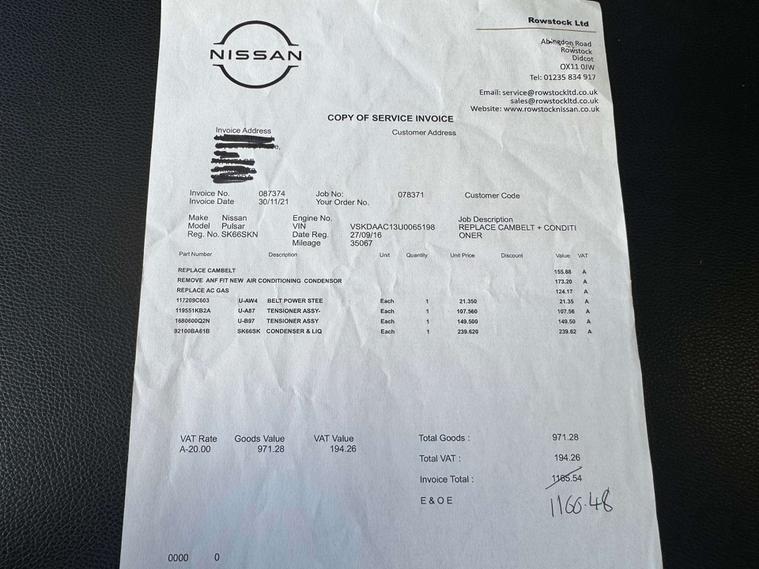 NISSAN
Rowstock Ltd
Abingdon Road
Rowstock
Didcot
OX11 0JW
Tel: 01235 834 917
Email: service@rowstockltd.co.uk
sales@rowstockltd.co.uk
Website: www.rowstocknissan.co.uk
COPY OF SERVICE INVOICE
Invoice Address Customer Address
Invoice No. 087374 Job No: 078371 Customer Code
Invoice Date 30/11/21 Your Order No.
Make Nissan Engine No. Job Description
Model Pulsar VIN VSKDAAC13U0065198 REPLACE CAMBELT + CONDITI
Reg. No. SK66SKN Date Reg. 27/09/16 ONER
Mileage 35067
Part Number Description Unit Quantity Unit Price Discount Value VAT
REPLACE CAMBELT 155.88 A
REMOVE ANF FIT NEW AIR CONDITIONING CONDENSOR 173.20 A
REPLACE AC GAS 124.17 A
117209C603 U-AW4 BELT POWER STEE Each 1 21.350 21.35 A
119551KB2A U-A87 TENSIONER ASSY- Each 1 107.560 107.56 A
1680600Q2N U-B97 TENSIONER ASSY Each 1 149.500 149.50 A
92100BA61B SK66SK CONDENSER & LIQ Each 1 239.620 239.62 A
VAT Rate Goods Value VAT Value Total Goods : 971.28
A-20.00 971.28 194.26
Total VAT : 194.26
Invoice Total : 1165.54
E & O E 1166.48
0000 0